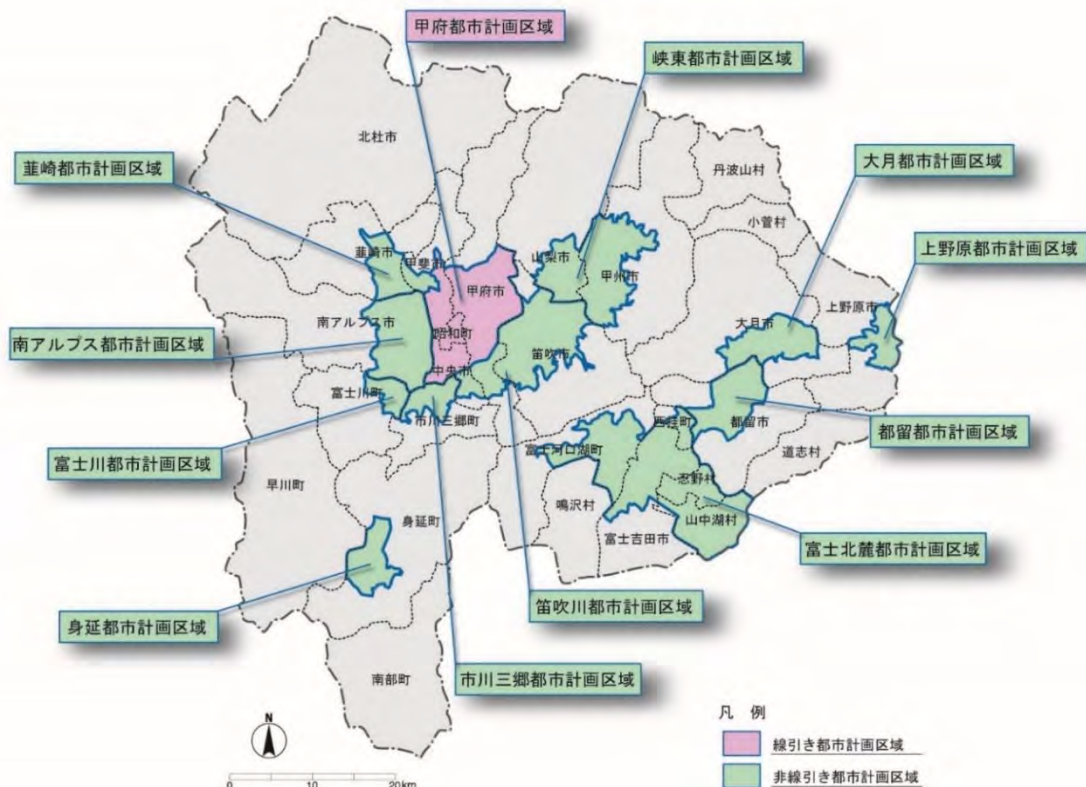 甲府都市計画区域
峡東都市計画区域
北杜市
韮崎都市計画区域
丹波山村
大月都市計画区域
小菅村
上野原都市計画区域
韮崎市
甲斐市
山梨市
甲州市
甲府市
上野原市
南アルプス市
昭和町
大月市
南アルプス都市計画区域
笛吹市
中央市
富士川町
市川三郷町
西桂町
都留市
都留都市計画区域
富士川都市計画区域
富士河口湖町
道志村
早川町
忍野村
鳴沢村
山中湖村
身延町
富士吉田市
富士北麓都市計画区域
笛吹川都市計画区域
身延都市計画区域
市川三郷都市計画区域
南部町
凡 例
N
線引き都市計画区域
非線引き都市計画区域
0 10 20km